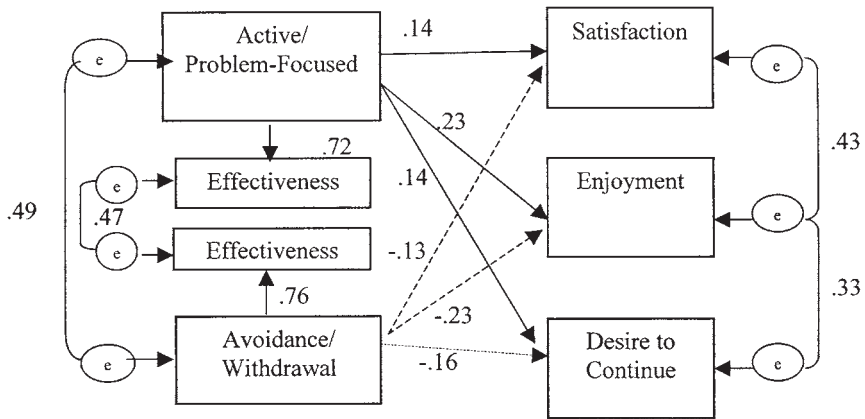 Active/
Problem-Focused
.14
Satisfaction
e
e
.23
.43
.72
.14
Effectiveness
Enjoyment
e
.49
.47
e
Effectiveness
e
-.13
.76
-.23
.33
Avoidance/
Withdrawal
-.16
Desire to
Continue
e
e